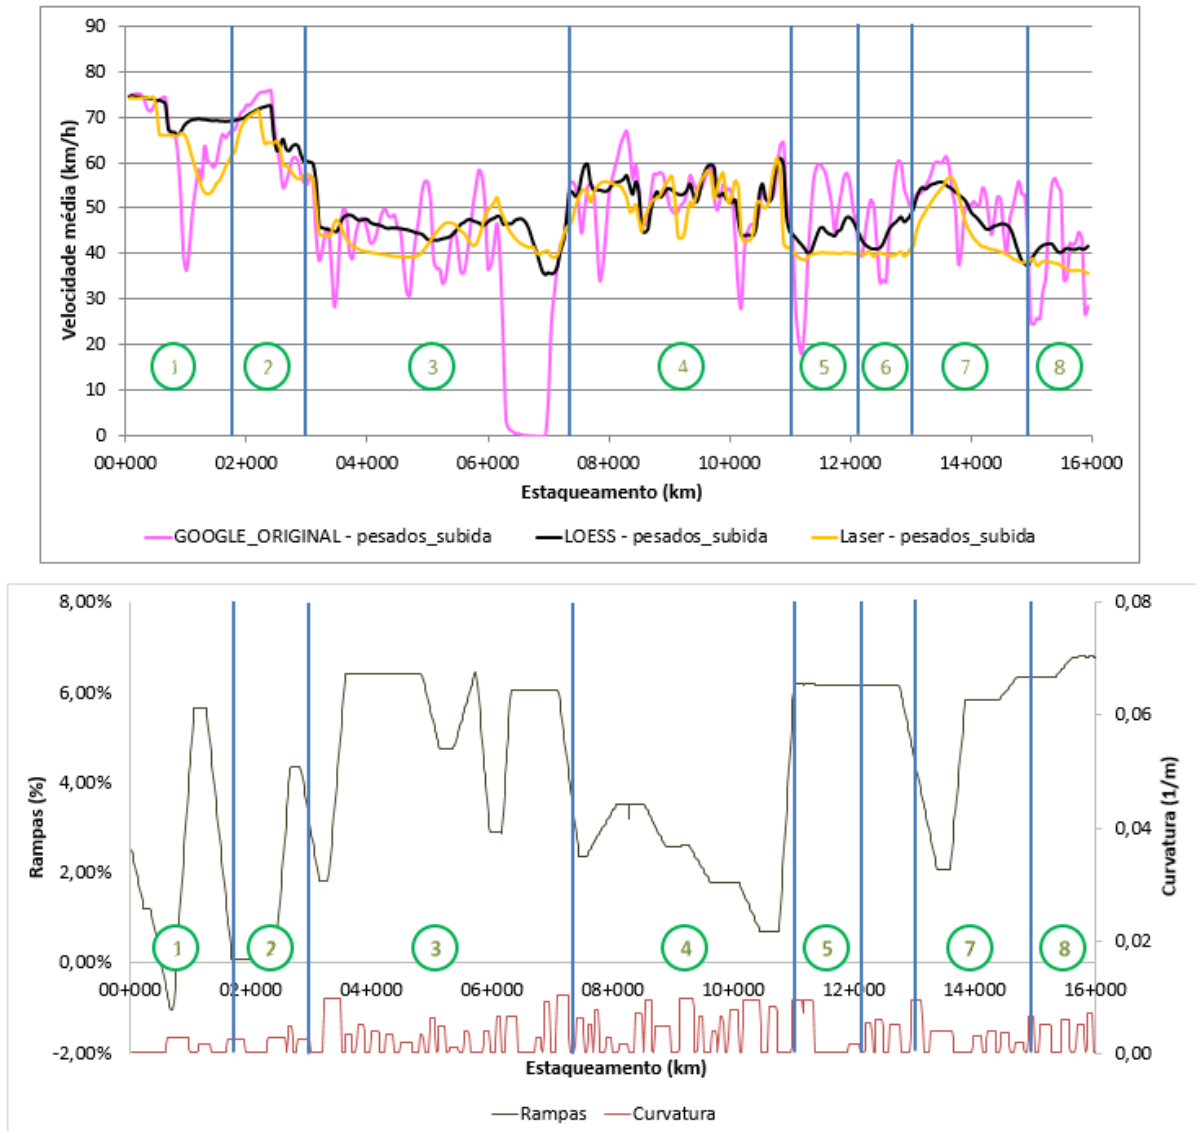 90
80
70
60
50
40
30
20
10
0
Velocidade média (km/h)
1 2 3 4 5 6 7 8
00+000 02+000 04+000 06+000 08+000 10+000 12+000 14+000 16+000
Estaqueamento (km)
GOOGLE_ORIGINAL - pesados_subida LOESS - pesados_subida Laser - pesados_subida
8,00% 0,08
6,00% 0,06
4,00% 0,04
2,00% 0,02
0,00%
-2,00% 0,00
Rampas (%)
Curvatura (1/m)
1 2 3 4 5 7 8
00+000 02+000 04+000 06+000 08+000 10+000 12+000 14+000 16+000
Estaqueamento (km)
Rampas Curvatura